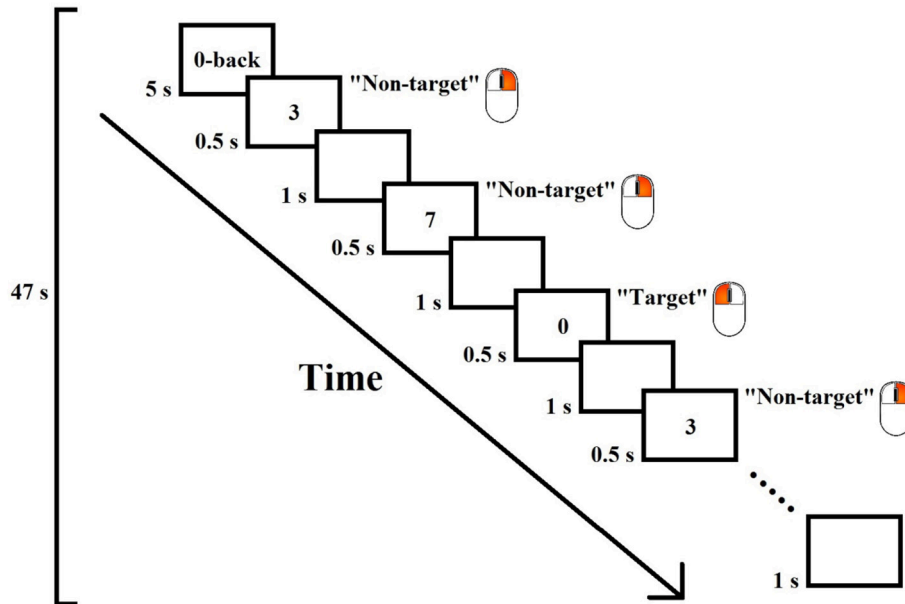 0-back
5 s
"Non-target"
3
0.5 s
1 s
"Non-target"
7
0.5 s
47 s
1 s
"Target"
0
0.5 s
Time
1 s
"Non-target"
3
0.5 s
1 s